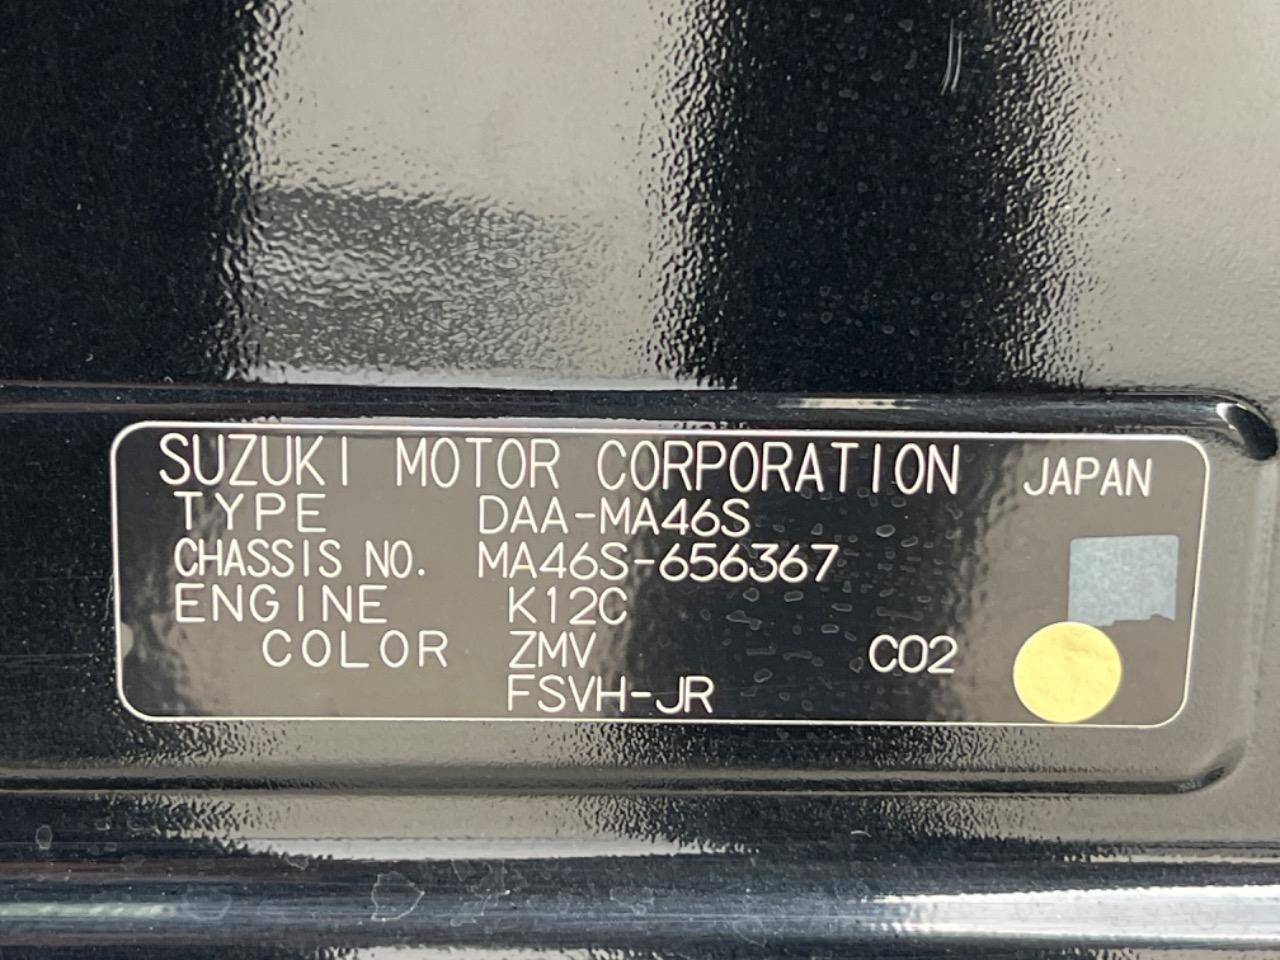 SUZUKI MOTOR CORPORATION JAPAN
TYPE DAA-MA46S
CHASSIS NO. MA46S-656367
ENGINE K12C
COLOR ZMV C02
FSVH-JR